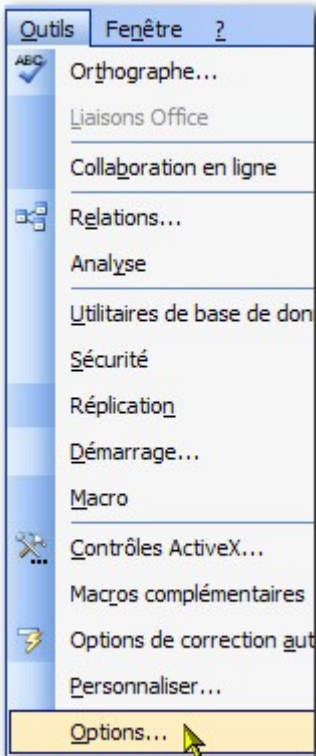 Outils Fenêtre ?
ABC Orthographe...
Liaisons Office
Collaboration en ligne
Relations...
Analyse
Utilitaires de base de don
Sécurité
Réplication
Démarrage...
Macro
Contrôles ActiveX...
Macros complémentaires
Options de correction aut
Personnaliser...
Options...